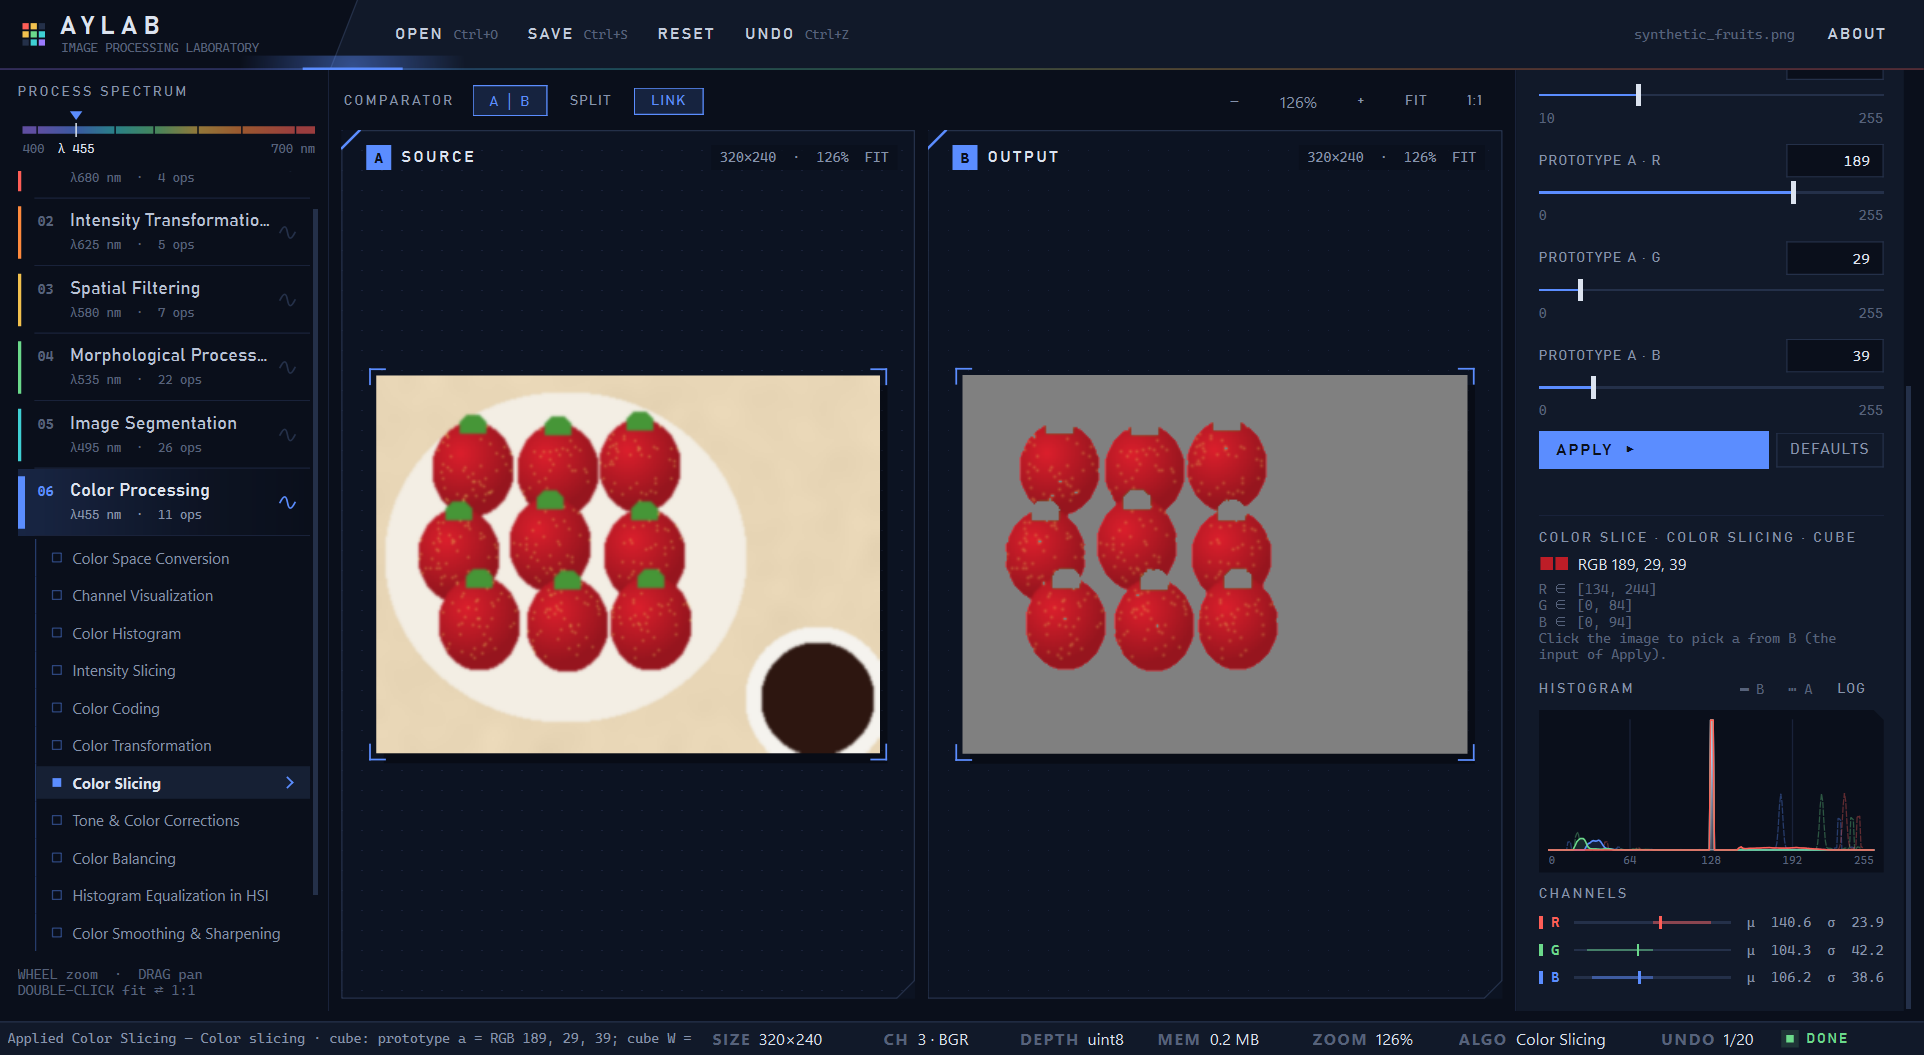 AYLAB
IMAGE PROCESSING LABORATORY
OPEN Ctrl+O SAVE Ctrl+S RESET UNDO Ctrl+Z
synthetic_fruits.png ABOUT
PROCESS SPECTRUM
400 λ 455 700 nm
λ680 nm · 4 ops
02 Intensity Transformatio…
λ625 nm · 5 ops
03 Spatial Filtering
λ580 nm · 7 ops
04 Morphological Process…
λ535 nm · 22 ops
05 Image Segmentation
λ495 nm · 26 ops
06 Color Processing
λ455 nm · 11 ops
Color Space Conversion
Channel Visualization
Color Histogram
Intensity Slicing
Color Coding
Color Transformation
Color Slicing
Tone & Color Corrections
Color Balancing
Histogram Equalization in HSI
Color Smoothing & Sharpening
WHEEL zoom · DRAG pan
DOUBLE-CLICK fit ⇄ 1:1
COMPARATOR A | B SPLIT LINK
− 126% + FIT 1:1
A SOURCE 320×240 · 126% FIT
B OUTPUT 320×240 · 126% FIT
10 255
PROTOTYPE A · R 189
0 255
PROTOTYPE A · G 29
0 255
PROTOTYPE A · B 39
0 255
APPLY ▸ DEFAULTS
COLOR SLICE · COLOR SLICING · CUBE
RGB 189, 29, 39
R ∈ [134, 244]
G ∈ [0, 84]
B ∈ [0, 94]
Click the image to pick a from B (the
input of Apply).
HISTOGRAM B A LOG
0 64 128 192 255
CHANNELS
R μ 140.6 σ 23.9
G μ 104.3 σ 42.2
B μ 106.2 σ 38.6
Applied Color Slicing — Color slicing · cube: prototype a = RGB 189, 29, 39; cube W =
SIZE 320×240 CH 3 · BGR DEPTH uint8 MEM 0.2 MB ZOOM 126% ALGO Color Slicing UNDO 1/20 DONE